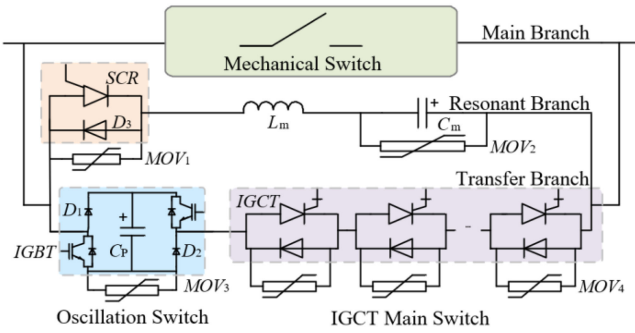 Main Branch
Mechanical Switch
SCR
D3
MOV1
Lm
+
Cm
Resonant Branch
MOV2
Transfer Branch
D1
+
CP
D2
IGBT
MOV3
IGCT
MOV4
Oscillation Switch
IGCT Main Switch